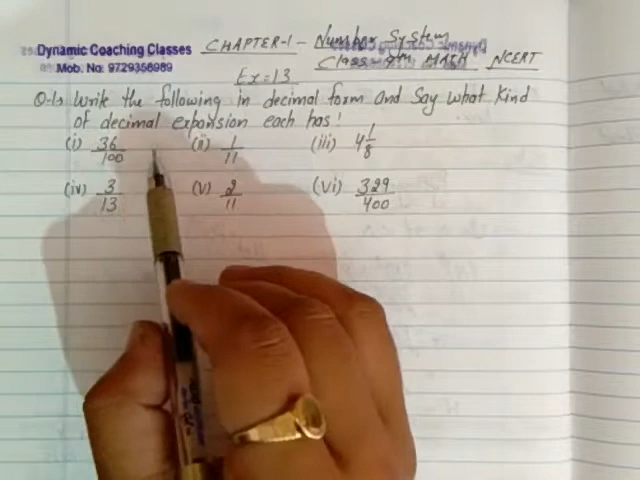 Dynamic Coaching Classes
Mob. No: 9729356989
CHAPTER-1 - Number System
Class - 9th MATH NCERT
Ex = 1.3
Q-1:- Write the following in decimal form and Say what kind
of decimal expansion each has!
(i) 36/100 (ii) 1/11 (iii) 4 1/8
(iv) 3/13 (v) 2/11 (vi) 329/400